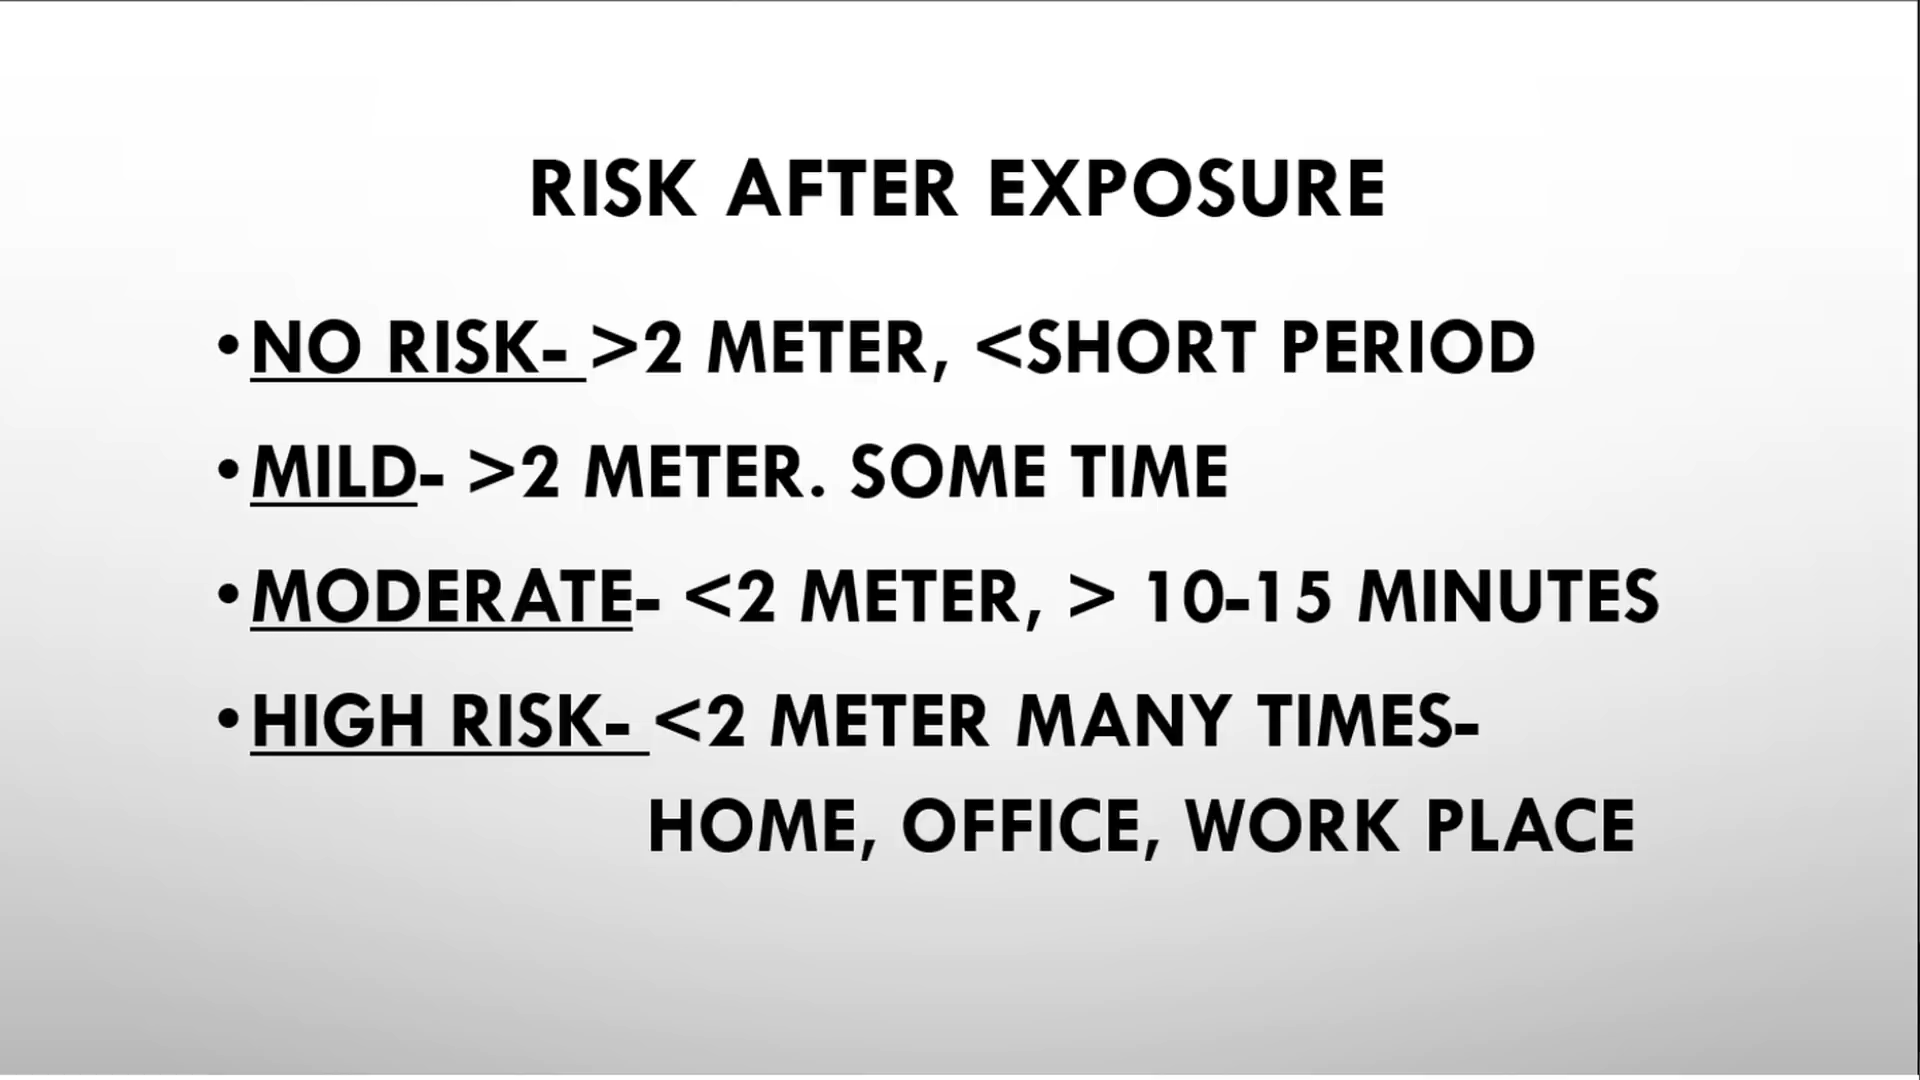 RISK AFTER EXPOSURE
•NO RISK- >2 METER, <SHORT PERIOD
•MILD- >2 METER. SOME TIME
•MODERATE- <2 METER, > 10-15 MINUTES
•HIGH RISK- <2 METER MANY TIMES-
HOME, OFFICE, WORK PLACE